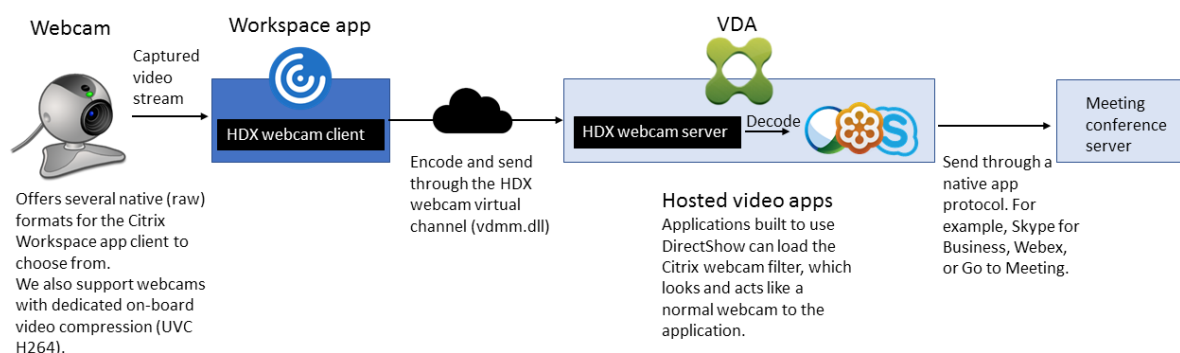 Webcam
Captured
video
stream
Offers several native (raw)
formats for the Citrix
Workspace app client to
choose from.
We also support webcams
with dedicated on-board
video compression (UVC
H264).
Workspace app
HDX webcam client
Encode and send
through the HDX
webcam virtual
channel (vdmm.dll)
VDA
HDX webcam server
Decode
S
Hosted video apps
Applications built to use
DirectShow can load the
Citrix webcam filter, which
looks and acts like a
normal webcam to the
application.
Send through a
native app
protocol. For
example, Skype for
Business, Webex,
or Go to Meeting.
Meeting
conference
server